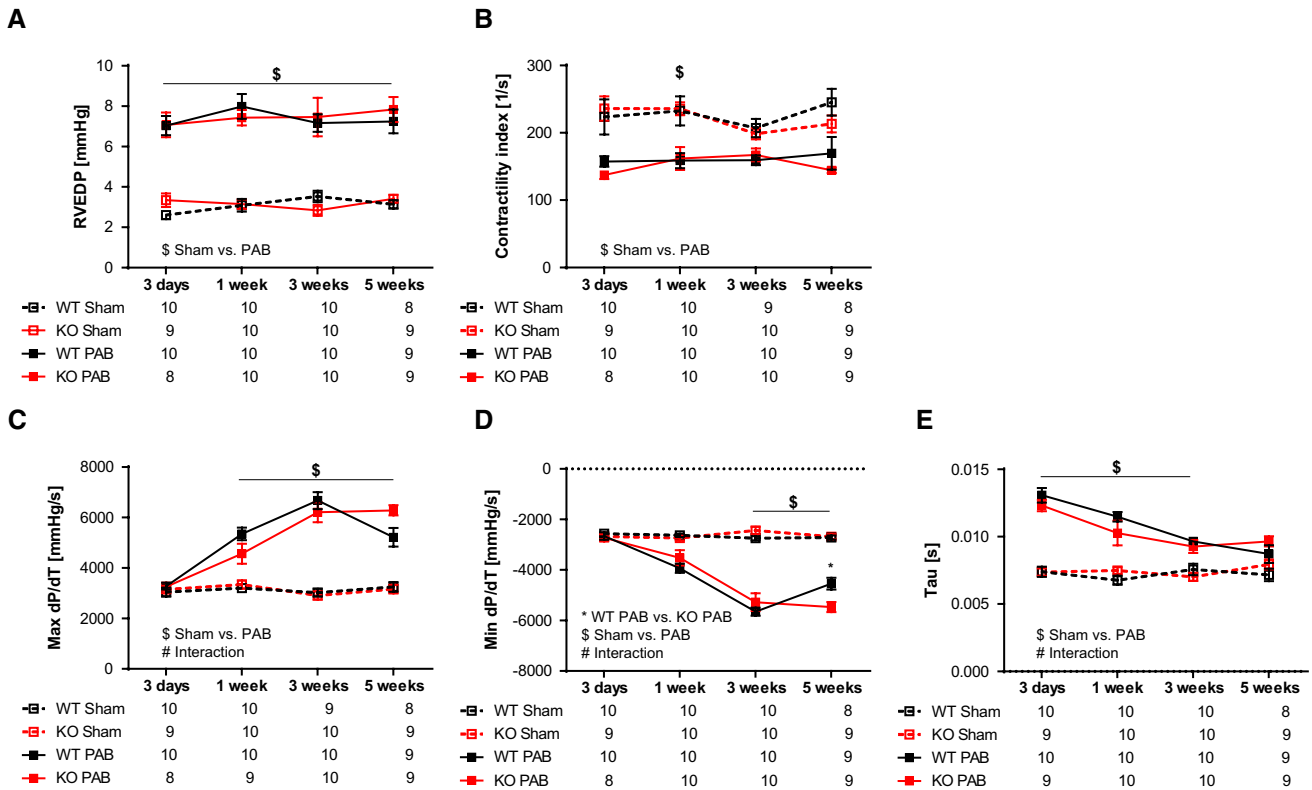 A
RVEDP [mmHg]
10
8
6
4
2
0
$
$ Sham vs. PAB
3 days 1 week 3 weeks 5 weeks
WT Sham 10 10 10 8
KO Sham 9 10 10 9
WT PAB 10 10 10 9
KO PAB 8 10 10 9
B
Contractility index [1/s]
300
200
100
0
$
$ Sham vs. PAB
3 days 1 week 3 weeks 5 weeks
WT Sham 10 10 9 8
KO Sham 9 10 10 9
WT PAB 10 10 10 9
KO PAB 8 10 10 9
C
Max dP/dT [mmHg/s]
8000
6000
4000
2000
0
$
$ Sham vs. PAB
# Interaction
3 days 1 week 3 weeks 5 weeks
WT Sham 10 10 9 8
KO Sham 9 10 10 9
WT PAB 10 10 10 9
KO PAB 8 9 10 9
D
Min dP/dT [mmHg/s]
0
-2000
-4000
-6000
-8000
$
*
* WT PAB vs. KO PAB
$ Sham vs. PAB
# Interaction
3 days 1 week 3 weeks 5 weeks
WT Sham 10 10 10 8
KO Sham 9 10 10 9
WT PAB 10 10 10 9
KO PAB 8 10 10 9
E
Tau [s]
0.015
0.010
0.005
0.000
$
$ Sham vs. PAB
# Interaction
3 days 1 week 3 weeks 5 weeks
WT Sham 10 10 10 8
KO Sham 9 10 10 9
WT PAB 10 10 10 9
KO PAB 9 10 10 9